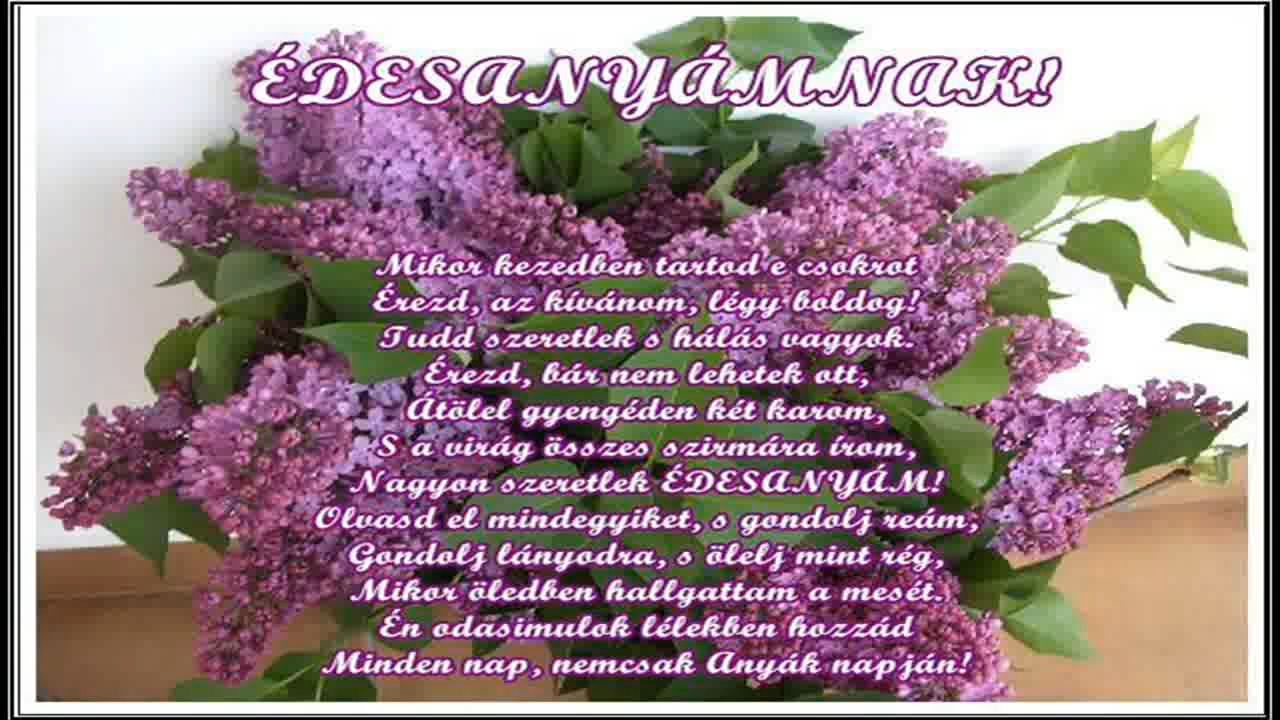 ÉDESANYÁMNAK!
Mikor kezedben tartod e csokrot
Érezd, az kívánom, légy boldog!
Tudd szeretlek s hálás vagyok.
Érezd, bár nem lehetek ott,
Átölel gyengéden két karom,
S a virág összes szirmára írom,
Nagyon szeretlek ÉDESANYÁM!
Olvasd el mindegyiket, s gondolj reám,
Gondolj lányodra, s ölelj mint rég,
Mikor öledben hallgattam a mesét.
Én odasimulok lélekben hozzád
Minden nap, nemcsak Anyák napján!